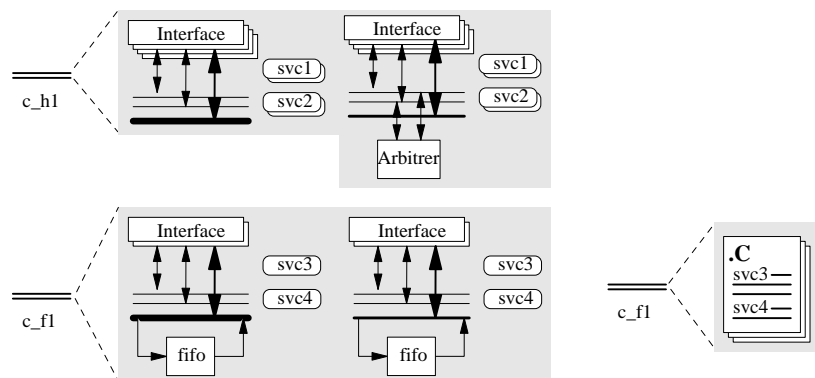 Interface
svc1
svc2
c_h1
Interface
svc1
svc2
Arbitrer
Interface
svc3
svc4
c_f1
fifo
Interface
svc3
svc4
fifo
.C
svc3
svc4
c_f1